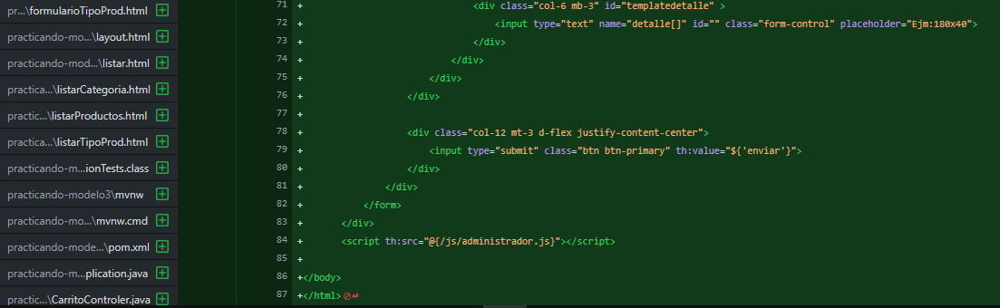 pr...\formularioTipoProd.html
practicando-mo...\layout.html
practicando-mod...\listar.html
practica...\listarCategoria.html
practic...\listarProductos.html
practica...\listarTipoProd.html
practicando-m...ionTests.class
practicando-modelo3\mvnw
practicando-mo...\mvnw.cmd
practicando-mode...\pom.xml
practicando-m...plication.java
practic...\CarritoControler.java
71 + <div class="col-6 mb-3" id="templatedetalle" >
72 + <input type="text" name="detalle[]" id="" class="form-control" placeholder="Ejm:180x40">
73 + </div>
74 + </div>
75 + </div>
76 + </div>
77 +
78 + <div class="col-12 mt-3 d-flex justify-content-center">
79 + <input type="submit" class="btn btn-primary" th:value="${'enviar'}">
80 + </div>
81 + </div>
82 + </form>
83 + </div>
84 + <script th:src="@{/js/administrador.js}"></script>
85 +
86 +</body>
87 +</html>